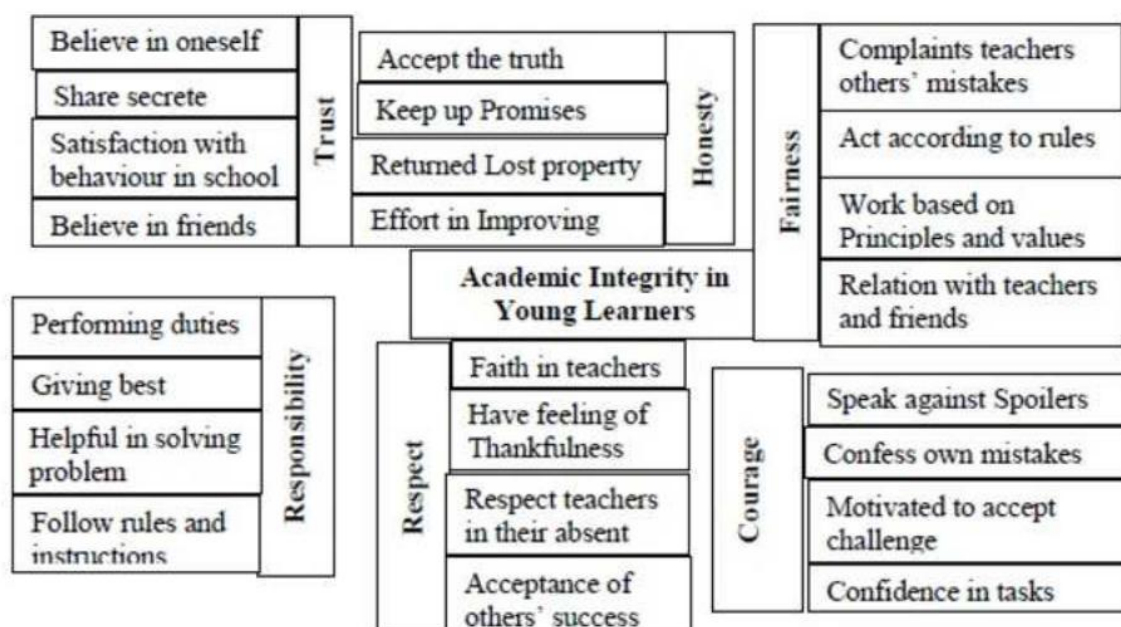 Believe in oneself
Share secrete
Satisfaction with
behaviour in school
Believe in friends
Trust
Accept the truth
Keep up Promises
Returned Lost property
Effort in Improving
Honesty
Fairness
Complaints teachers
others' mistakes
Act according to rules
Work based on
Principles and values
Relation with teachers
and friends
Academic Integrity in
Young Learners
Performing duties
Giving best
Helpful in solving
problem
Follow rules and
instructions
Responsibility
Respect
Faith in teachers
Have feeling of
Thankfulness
Respect teachers
in their absent
Acceptance of
others' success
Courage
Speak against Spoilers
Confess own mistakes
Motivated to accept
challenge
Confidence in tasks